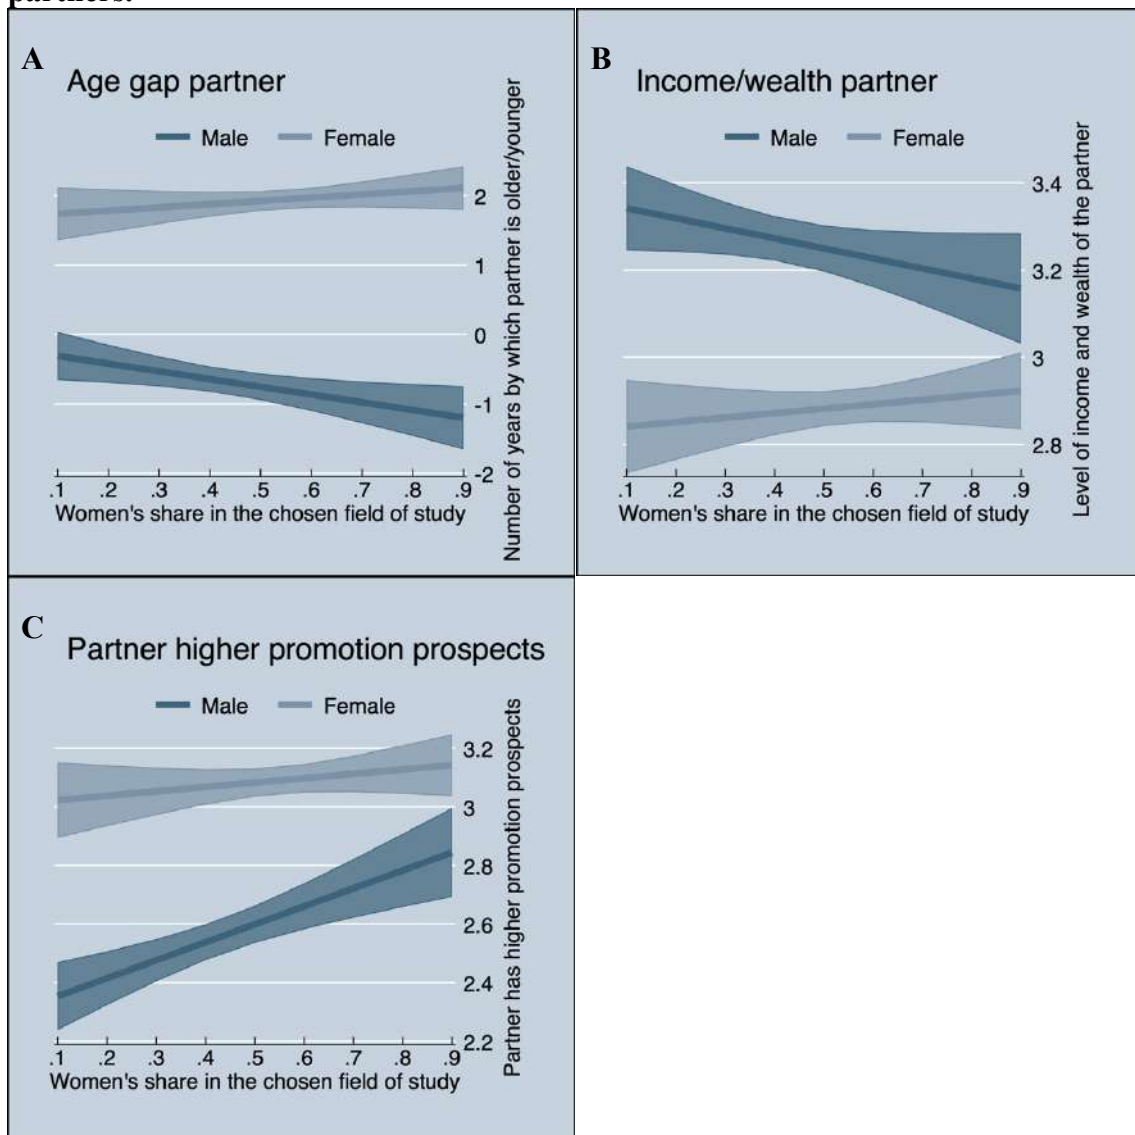 partners.
A
Age gap partner
Male Female
2
1
0
-1
-2
.1 .2 .3 .4 .5 .6 .7 .8 .9
Women's share in the chosen field of study
Number of years by which partner is older/younger
B
Income/wealth partner
Male Female
3.4
3.2
3
2.8
.1 .2 .3 .4 .5 .6 .7 .8 .9
Women's share in the chosen field of study
Level of income and wealth of the partner
C
Partner higher promotion prospects
Male Female
3.2
3
2.8
2.6
2.4
2.2
.1 .2 .3 .4 .5 .6 .7 .8 .9
Women's share in the chosen field of study
Partner has higher promotion prospects